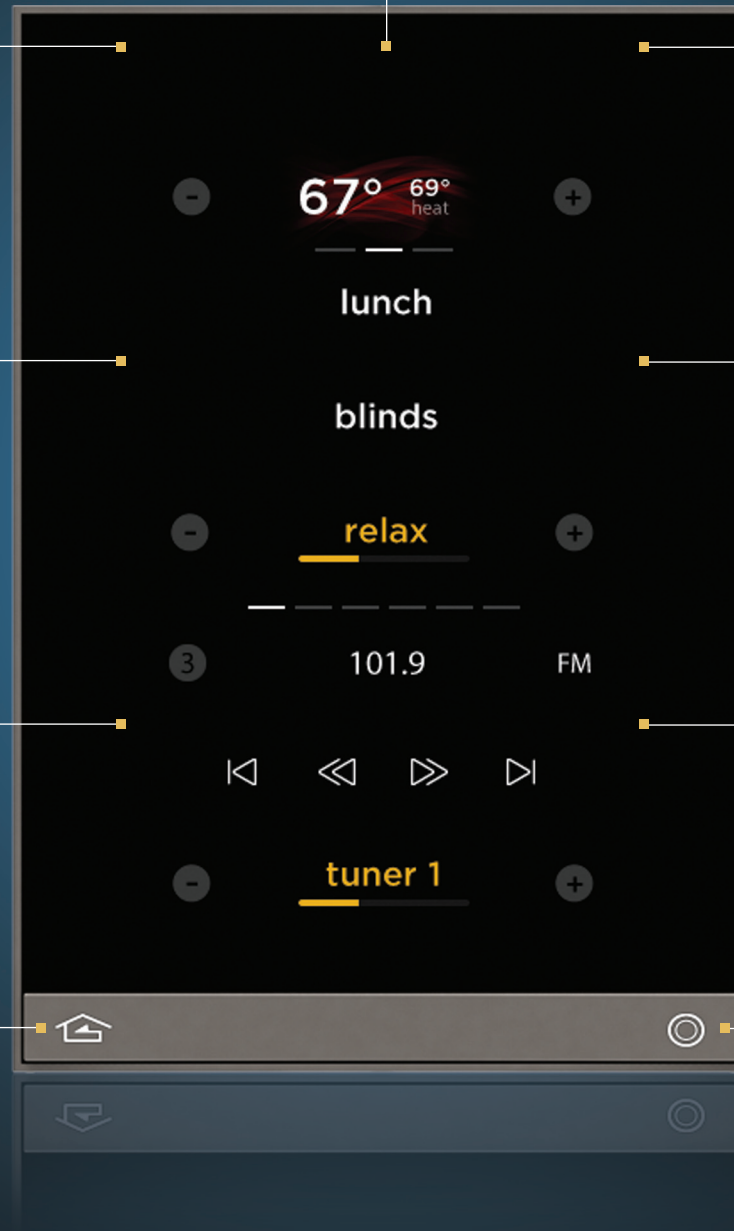 - 67° 69° +
heat
lunch
blinds
- relax +
3 101.9 FM
- tuner 1 +